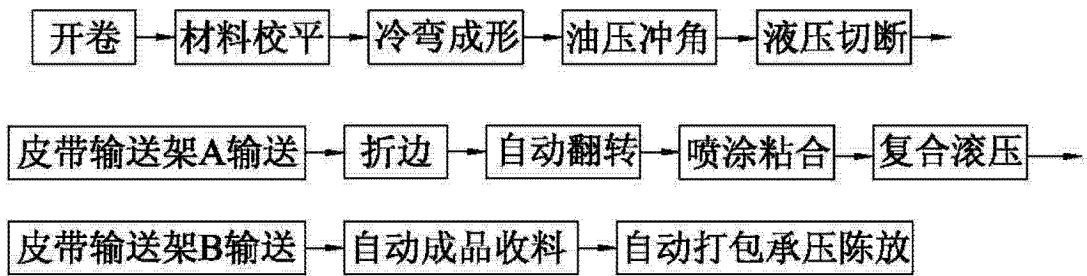 开卷 材料校平 冷弯成形 油压冲角 液压切断
皮带输送架A输送 折边 自动翻转 喷涂粘合 复合滚压
皮带输送架B输送 自动成品收料 自动打包承压陈放